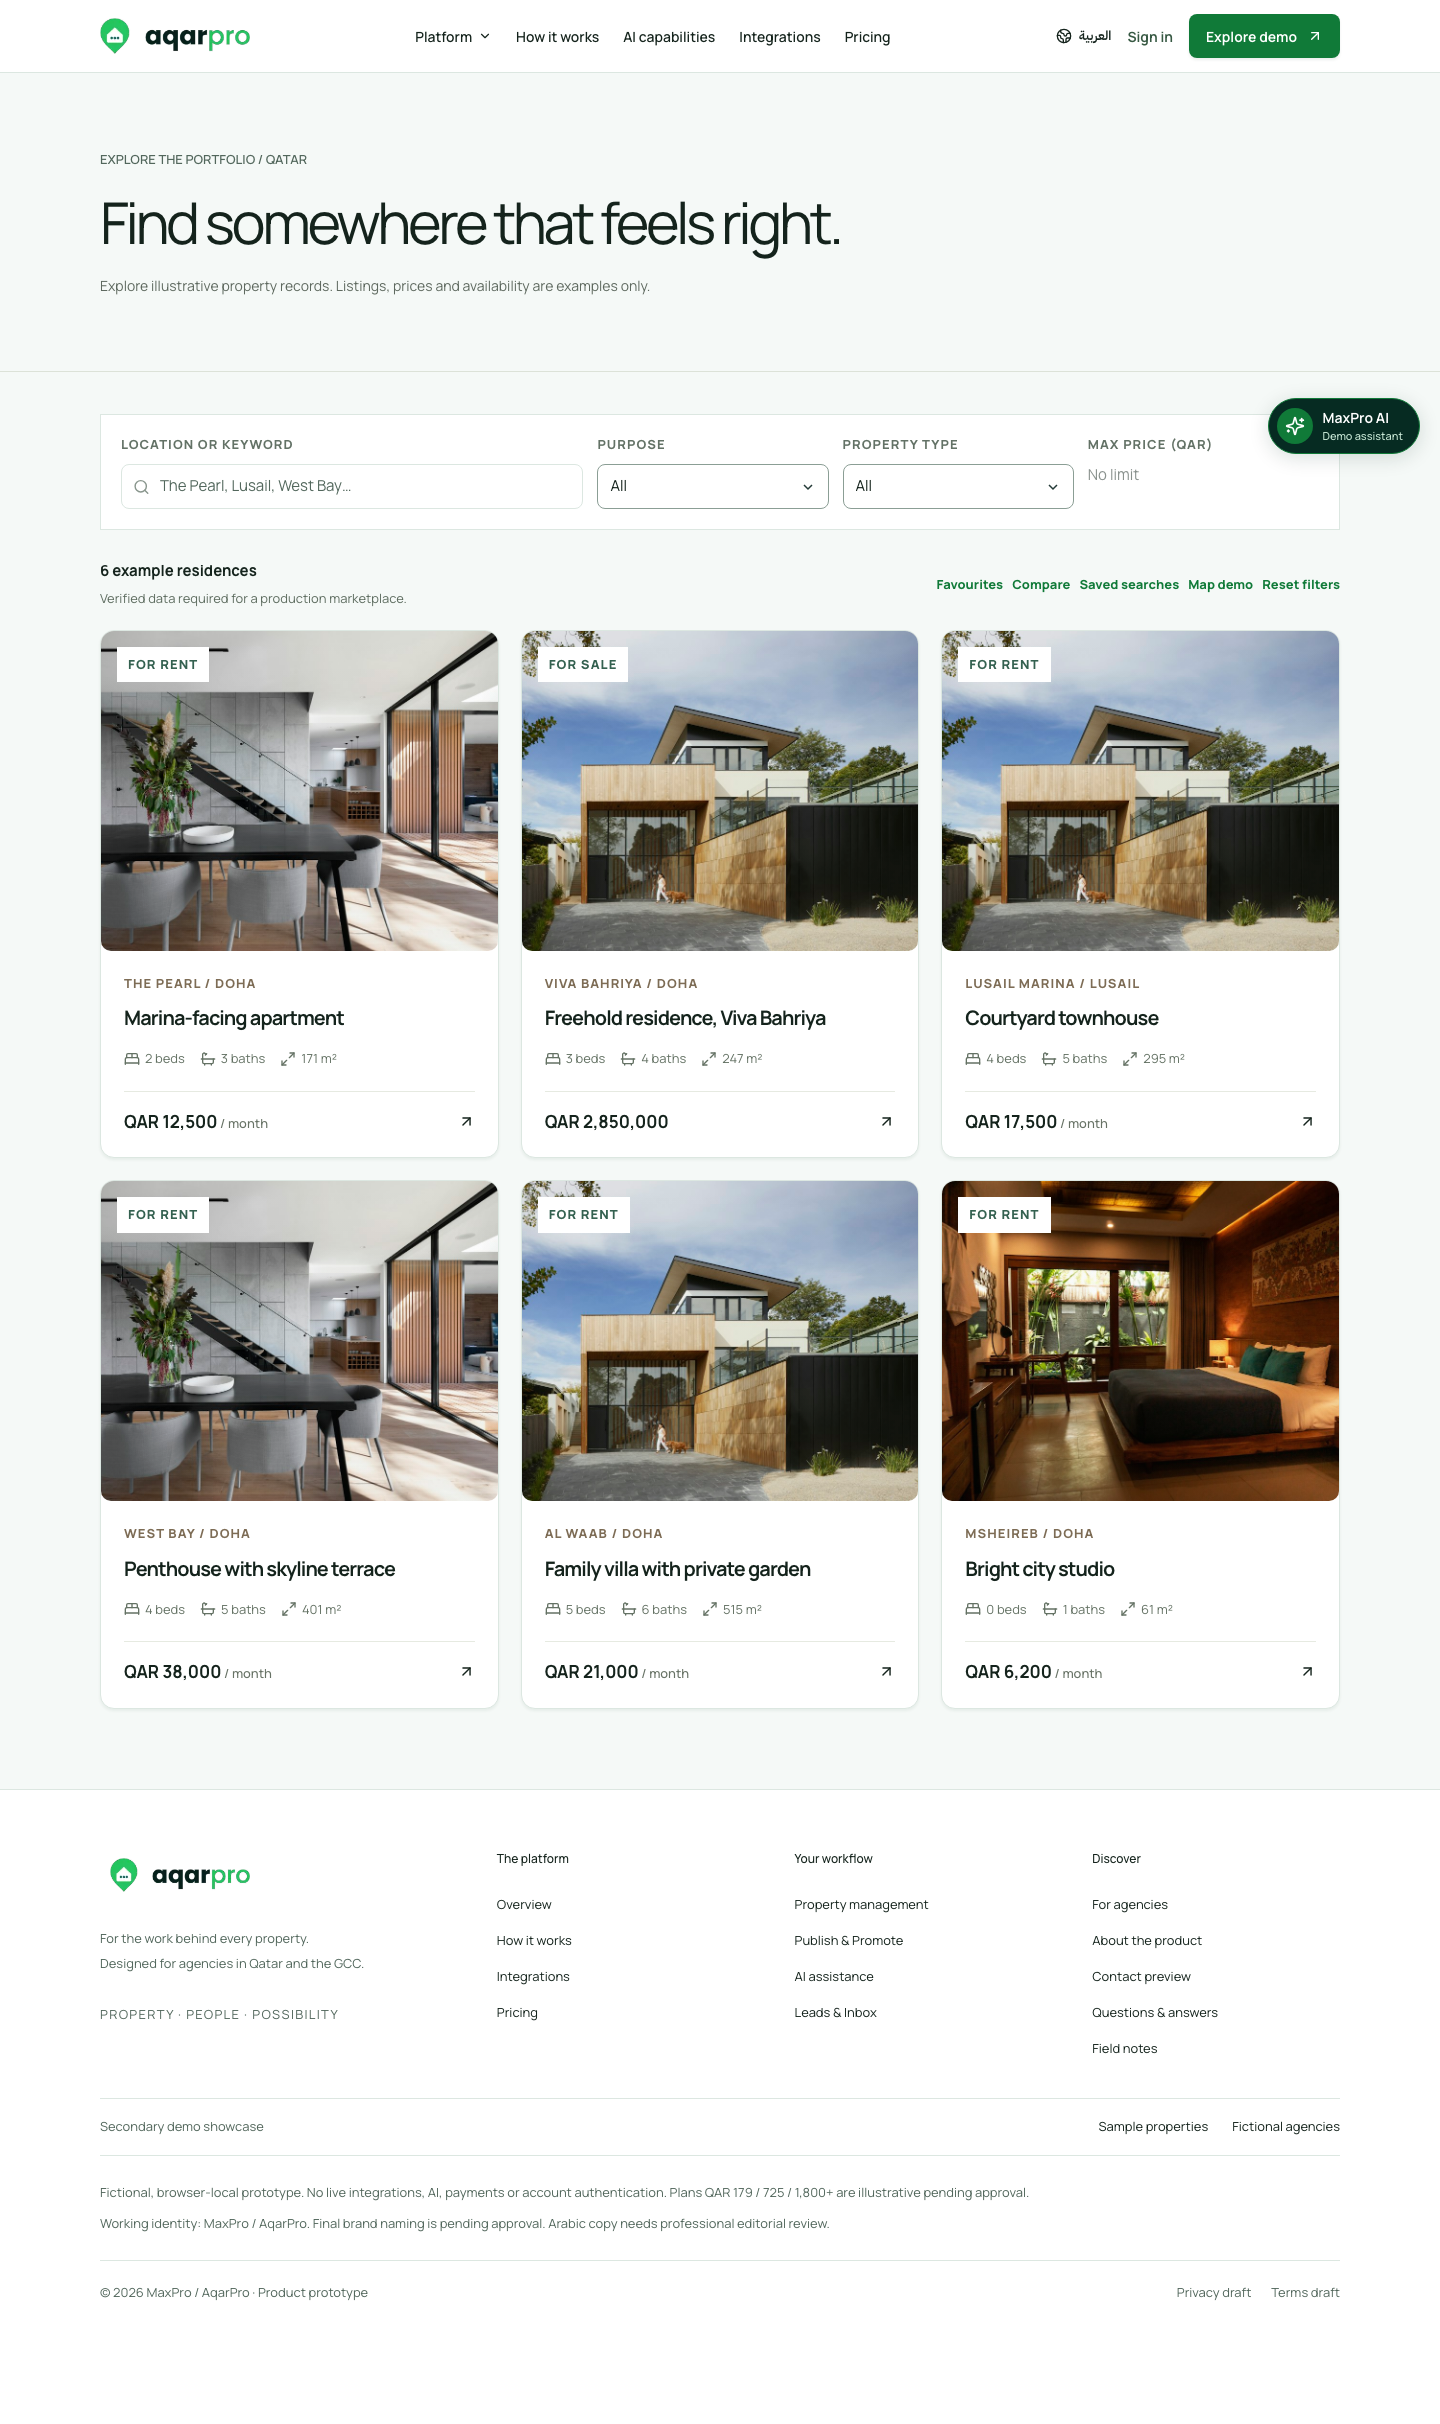 aqarpro
Platform
How it works
AI capabilities
Integrations
Pricing
العربية
Sign in
Explore demo
EXPLORE THE PORTFOLIO / QATAR
Find somewhere that feels right.
Explore illustrative property records. Listings, prices and availability are examples only.
MaxPro AI
Demo assistant
LOCATION OR KEYWORD
The Pearl, Lusail, West Bay...
PURPOSE
All
PROPERTY TYPE
All
MAX PRICE (QAR)
No limit
6 example residences
Verified data required for a production marketplace.
Favourites
Compare
Saved searches
Map demo
Reset filters
FOR RENT
THE PEARL / DOHA
Marina-facing apartment
2 beds 3 baths 171 m²
QAR 12,500 / month
FOR SALE
VIVA BAHRIYA / DOHA
Freehold residence, Viva Bahriya
3 beds 4 baths 247 m²
QAR 2,850,000
FOR RENT
LUSAIL MARINA / LUSAIL
Courtyard townhouse
4 beds 5 baths 295 m²
QAR 17,500 / month
FOR RENT
WEST BAY / DOHA
Penthouse with skyline terrace
4 beds 5 baths 401 m²
QAR 38,000 / month
FOR RENT
AL WAAB / DOHA
Family villa with private garden
5 beds 6 baths 515 m²
QAR 21,000 / month
FOR RENT
MSHEIREB / DOHA
Bright city studio
0 beds 1 baths 61 m²
QAR 6,200 / month
aqarpro
For the work behind every property.
Designed for agencies in Qatar and the GCC.
PROPERTY · PEOPLE · POSSIBILITY
The platform
Overview
How it works
Integrations
Pricing
Your workflow
Property management
Publish & Promote
AI assistance
Leads & Inbox
Discover
For agencies
About the product
Contact preview
Questions & answers
Field notes
Secondary demo showcase
Sample properties
Fictional agencies
Fictional, browser-local prototype. No live integrations, AI, payments or account authentication. Plans QAR 179 / 725 / 1,800+ are illustrative pending approval.
Working identity: MaxPro / AqarPro. Final brand naming is pending approval. Arabic copy needs professional editorial review.
© 2026 MaxPro / AqarPro · Product prototype
Privacy draft
Terms draft